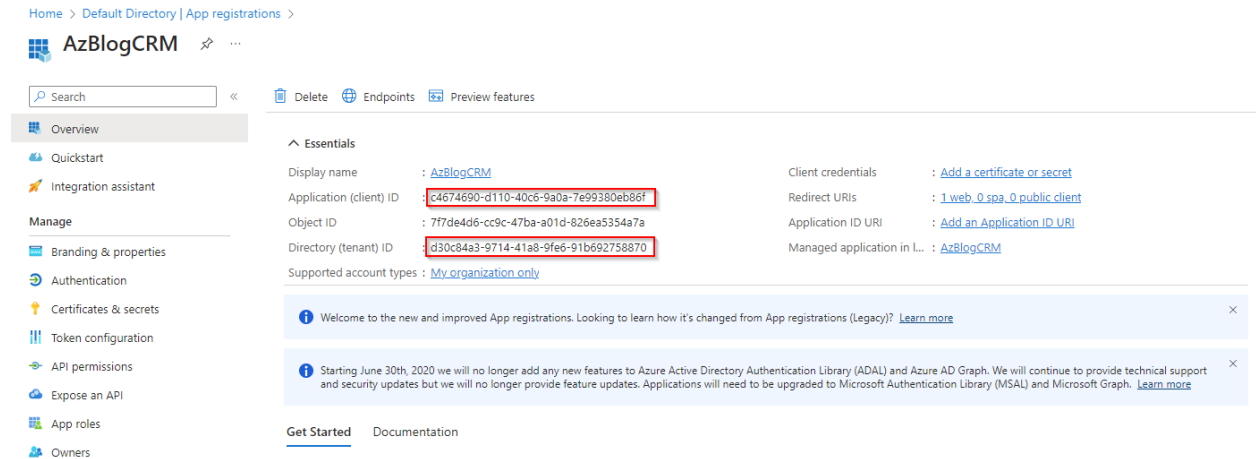 Home > Default Directory | App registrations >
AzBlogCRM ...
Search «
Delete Endpoints Preview features
Overview
Quickstart
Integration assistant
Manage
Branding & properties
Authentication
Certificates & secrets
Token configuration
API permissions
Expose an API
App roles
Owners
Essentials
Display name : AzBlogCRM
Application (client) ID : c4674690-d110-40c6-9a0a-7e99380eb86f
Object ID : 7f7de4d6-cc9c-47ba-a01d-826ea5354a7a
Directory (tenant) ID : d30c84a3-9714-41a8-9fe6-91b692758870
Supported account types : My organization only
Client credentials : Add a certificate or secret
Redirect URIs : 1 web, 0 spa, 0 public client
Application ID URI : Add an Application ID URI
Managed application in l... : AzBlogCRM
Welcome to the new and improved App registrations. Looking to learn how it's changed from App registrations (Legacy)? Learn more
Starting June 30th, 2020 we will no longer add any new features to Azure Active Directory Authentication Library (ADAL) and Azure AD Graph. We will continue to provide technical support
and security updates but we will no longer provide feature updates. Applications will need to be upgraded to Microsoft Authentication Library (MSAL) and Microsoft Graph. Learn more
Get Started Documentation